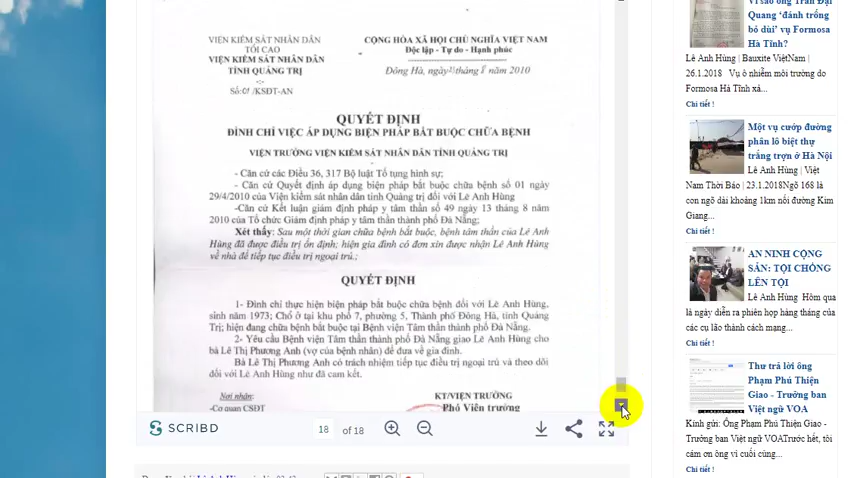 VIỆN KIỂM SÁT NHÂN DÂN
TỐI CAO
VIỆN KIỂM SÁT NHÂN DÂN
TỈNH QUẢNG TRỊ
Số:01 /KSĐT-AN
CỘNG HÒA XÃ HỘI CHỦ NGHĨA VIỆT NAM
Độc lập - Tự do - Hạnh phúc
Đông Hà, ngày tháng 8 năm 2010
QUYẾT ĐỊNH
ĐÌNH CHỈ VIỆC ÁP DỤNG BIỆN PHÁP BẮT BUỘC CHỮA BỆNH
VIỆN TRƯỞNG VIỆN KIỂM SÁT NHÂN DÂN TỈNH QUẢNG TRỊ
- Căn cứ các Điều 36, 317 Bộ luật Tố tụng hình sự;
- Căn cứ Quyết định áp dụng biện pháp bắt buộc chữa bệnh số 01 ngày
29/4/2010 của Viện kiểm sát nhân dân tỉnh Quảng Trị đối với Lê Anh Hùng
-Căn cứ Kết luận giám định pháp y tâm thần số 49 ngày 13 tháng 8 năm
2010 của Tổ chức Giám định pháp y tâm thần thành phố Đà Nẵng;
Xét thấy: Sau một thời gian chữa bệnh bắt buộc, bệnh tâm thần của Lê Anh
Hùng đã được điều trị ổn định; hiện gia đình có đơn xin được nhận Lê Anh Hùng
về nhà để tiếp tục điều trị ngoại trú.;
QUYẾT ĐỊNH
1- Đình chỉ thực hiện biện pháp bắt buộc chữa bệnh đối với Lê Anh Hùng,
sinh năm 1973; Chổ ở tại khu phố 7, phường 5, Thành phố Đông Hà, tỉnh Quảng
Trị; hiện đang chữa bệnh bắt buộc tại Bệnh viện Tâm thần thành phố Đà Nẵng.
2- Yêu cầu Bệnh viện Tâm thần thành phố Đà Nẵng giao Lê Anh Hùng cho
bà Lê Thị Phương Anh (vợ của bệnh nhân) để đưa về gia đình.
Bà Lê Thị Phương Anh có trách nhiệm tiếp tục điều trị ngoại trú và theo dõi
đối với Lê Anh Hùng như đã cam kết.
Nơi nhận:
-Cơ quan CSĐT
KT/VIỆN TRƯỞNG
Phó Viện trưởng
SCRIBD
18 of 18
Vì sao ông Trần Đại
Quang ‘đánh trống
bỏ dùi’ vụ Formosa
Hà Tĩnh?
Lê Anh Hùng | Bauxite ViệtNam |
26.1.2018 Vụ ô nhiễm môi trường do
Formosa Hà Tĩnh xả...
Chi tiết !
Một vụ cướp đường
phân lô biệt thự
trắng trợn ở Hà Nội
Lê Anh Hùng | Việt
Nam Thời Báo | 23.1.2018Ngõ 168 là
con ngõ dài khoảng 1km nối đường Kim
Giang...
Chi tiết !
AN NINH CỘNG
SẢN: TỘI CHỒNG
LÊN TỘI
Lê Anh Hùng Hôm qua
là ngày diễn ra phiên họp hàng tháng của
các cụ lão thành cách mạng...
Chi tiết !
Thư trả lời ông
Phạm Phú Thiện
Giao - Trưởng ban
Việt ngữ VOA
Kính gửi: Ông Phạm Phú Thiện Giao -
Trưởng ban Việt ngữ VOATrước hết, tôi
cám ơn ông vì cuối cùng...
Chi tiết !